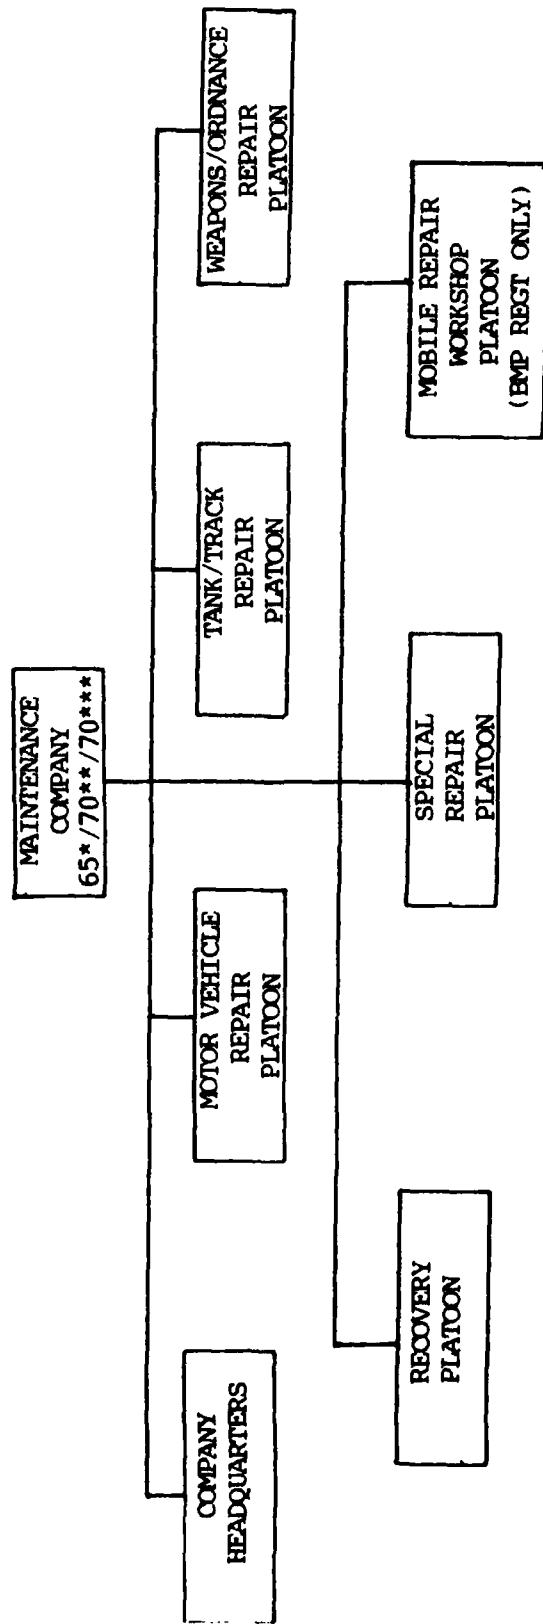 MAINTENANCE
COMPANY
65*/70**/70***
COMPANY
HEADQUARTERS
MOTOR VEHICLE
REPAIR
PLATOON
TANK/TRACK
REPAIR
PLATOON
WEAPONS/ORDNANCE
REPAIR
PLATOON
RECOVERY
PLATOON
SPECIAL
REPAIR
PLATOON
MOBILE REPAIR
WORKSHOP
PLATOON
(BMP REGT ONLY)